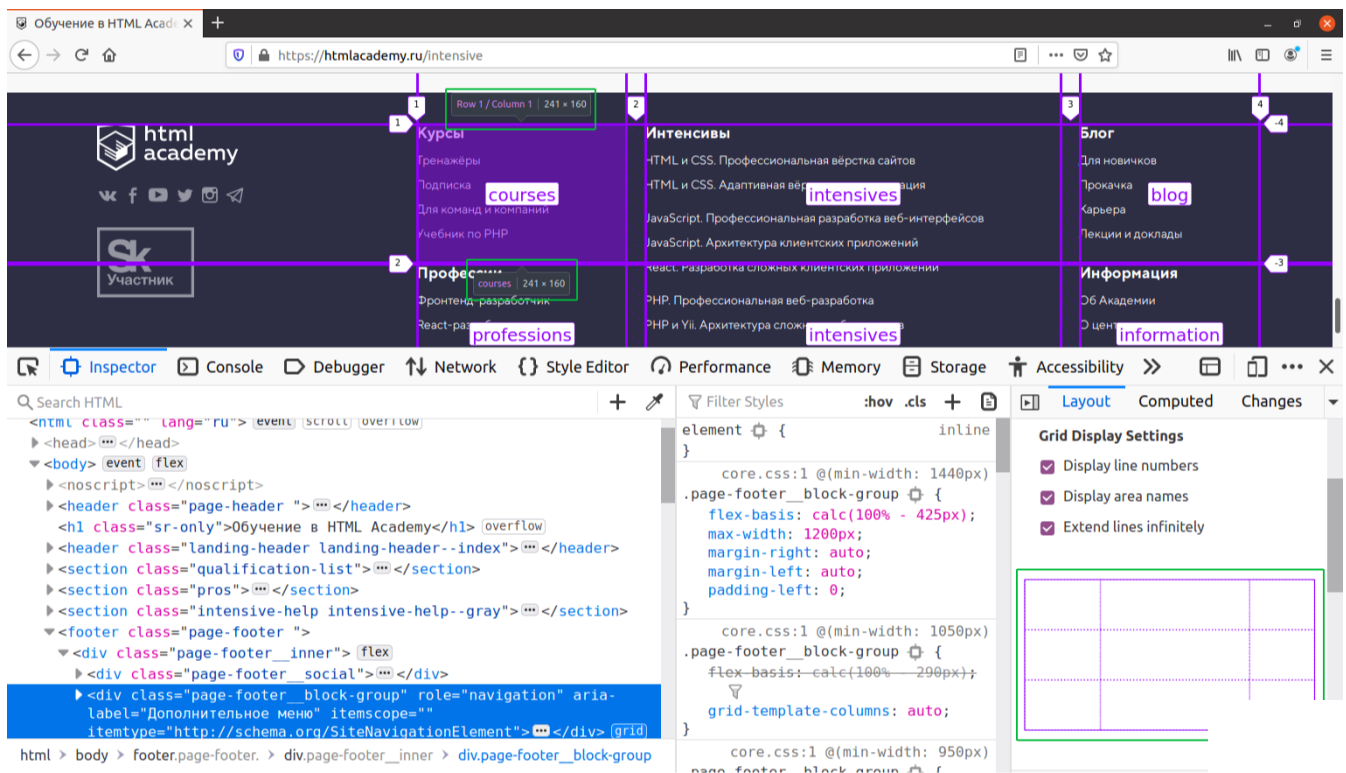 Обучение в HTML Acade
https://htmlacademy.ru/intensive
1
Row 1 / Column 1 241 × 160
2
3
4
1
-4
html
academy
Курсы
Интенсивы
Блог
Тренажёры
HTML и CSS. Профессиональная вёрстка сайтов
Для новичков
Подписка
HTML и CSS. Адаптивная
Прокачка
courses
intensives
blog
Для команд и компаний
JavaScript. Профессиональная разработка веб-интерфейсов
Карьера
Учебник по PHP
JavaScript. Архитектура клиентских приложений
Лекции и доклады
Sk
Участник
2
-3
Профессии
React. Разработка сложных клиентских приложений
Информация
courses 241 × 160
Фронтенд-разработчик
PHP. Профессиональная веб-разработка
Об Академии
PHP и Yii. Архитектура
professions
intensives
information
Inspector Console Debugger Network {} Style Editor Performance Memory Storage Accessibility
Search HTML
<html class="" lang="ru"> event scroll overflow
<head> </head>
<body> event flex
<noscript> </noscript>
<header class="page-header "> </header>
<h1 class="sr-only">Обучение в HTML Academy</h1> overflow
<header class="landing-header landing-header--index"> </header>
<section class="qualification-list"> </section>
<section class="pros"> </section>
<section class="intensive-help intensive-help--gray"> </section>
<footer class="page-footer ">
<div class="page-footer__inner"> flex
<div class="page-footer__social"> </div>
<div class="page-footer__block-group" role="navigation" aria-
label="Дополнительное меню" itemscope=""
itemtype="http://schema.org/SiteNavigationElement"> </div> grid
html > body > footer.page-footer. > div.page-footer__inner > div.page-footer__block-group
Filter Styles :hov .cls +
element { inline
}
core.css:1 @(min-width: 1440px)
.page-footer__block-group {
flex-basis: calc(100% - 425px);
max-width: 1200px;
margin-right: auto;
margin-left: auto;
padding-left: 0;
}
core.css:1 @(min-width: 1050px)
.page-footer__block-group {
flex-basis: calc(100% - 290px);
grid-template-columns: auto;
}
core.css:1 @(min-width: 950px)
.page-footer__block-group {
Layout Computed Changes
Grid Display Settings
Display line numbers
Display area names
Extend lines infinitely